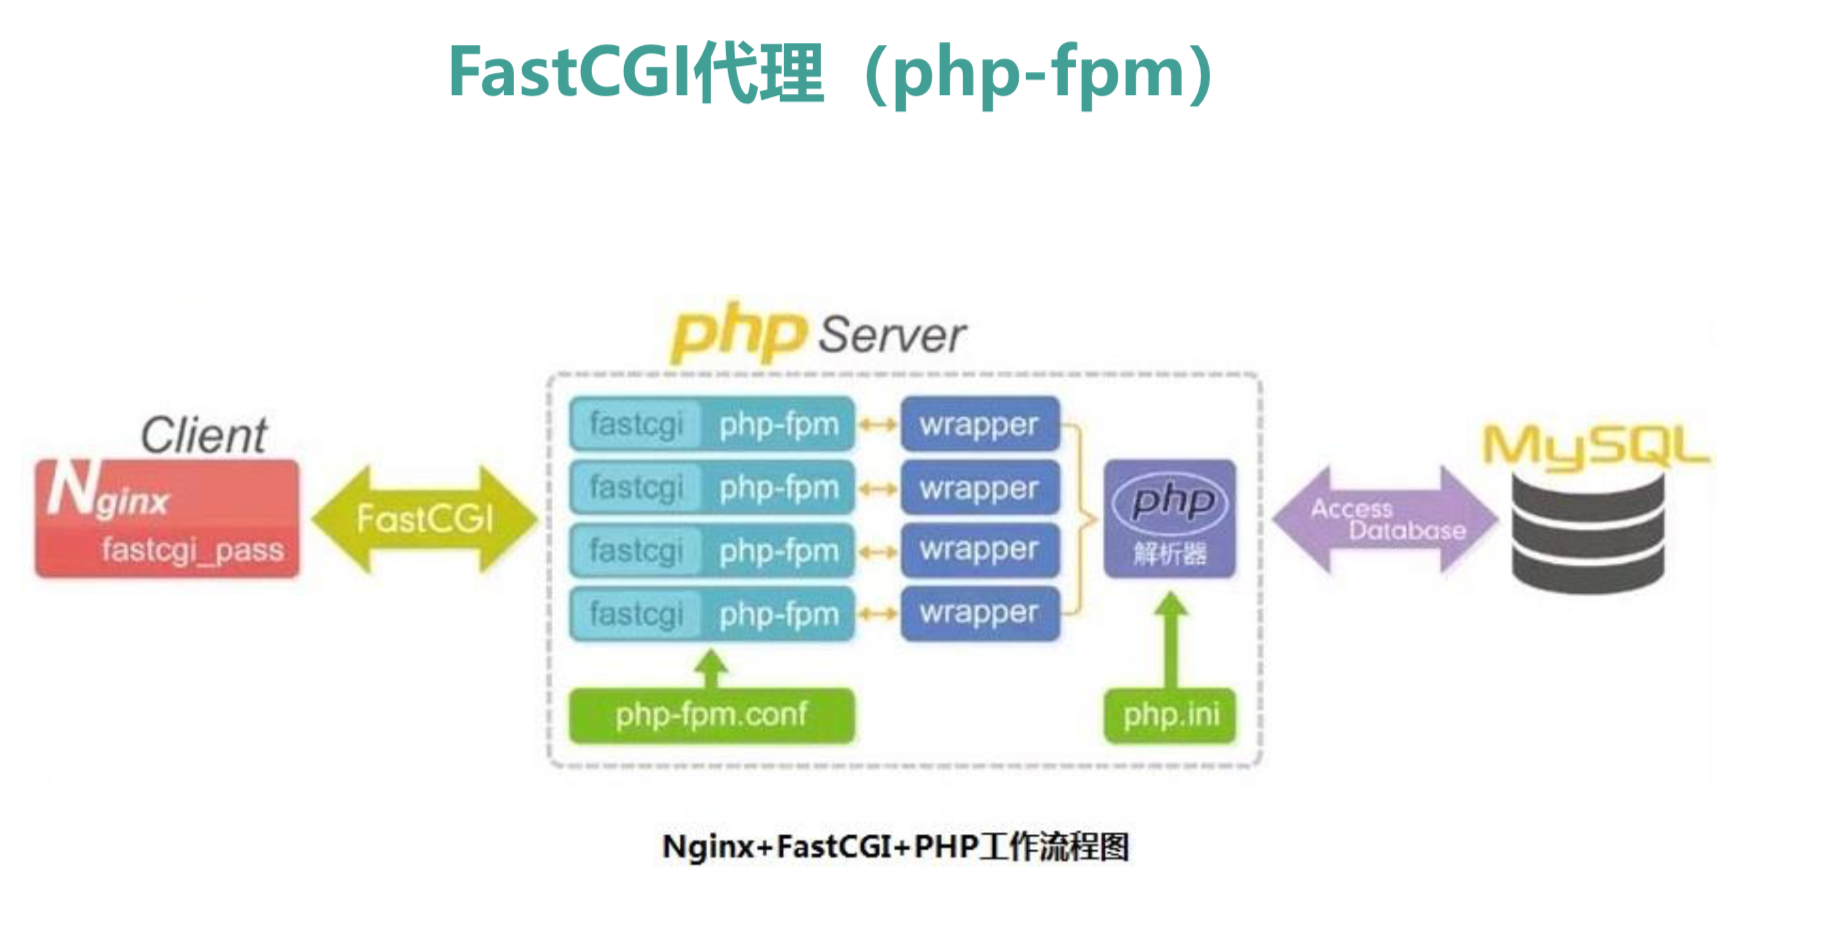 FastCGI代理（php-fpm）
php Server
Client
Nginx
fastcgi_pass
FastCGI
fastcgi php-fpm wrapper
fastcgi php-fpm wrapper
fastcgi php-fpm wrapper
fastcgi php-fpm wrapper
php-fpm.conf
php
解析器
php.ini
Access
Database
MySQL
Nginx+FastCGI+PHP工作流程图